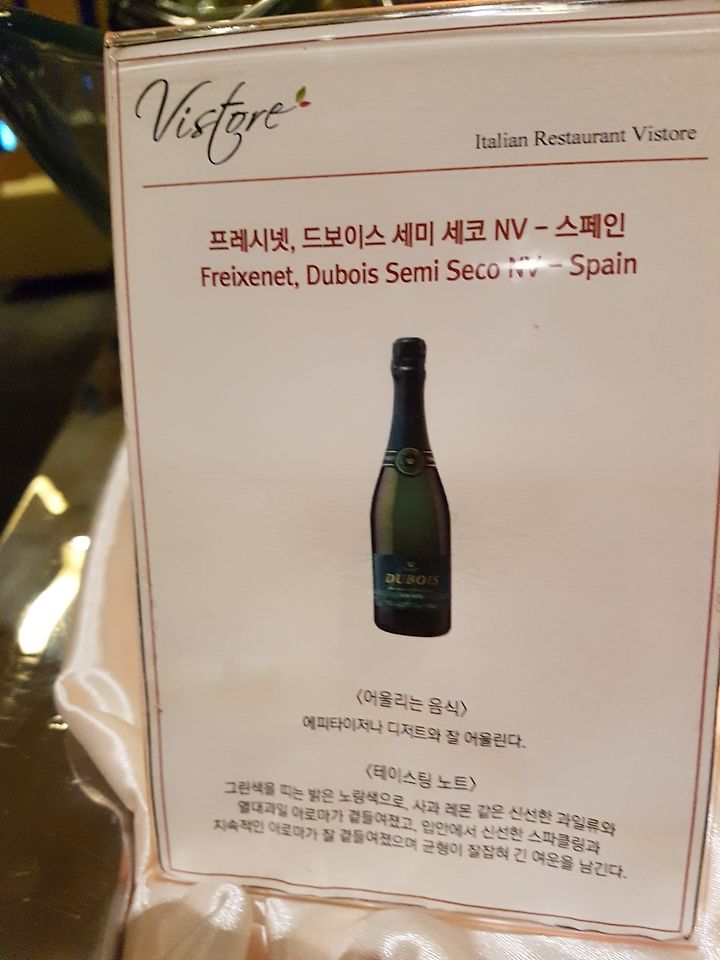 Vistore
Italian Restaurant Vistore
프레시넷, 드보이스 세미 세코 NV – 스페인
Freixenet, Dubois Semi Seco NV – Spain
DUBOIS
<어울리는 음식>
에피타이저나 디저트와 잘 어울린다.
<테이스팅 노트>
그린색을 띠는 밝은 노랑색으로, 사과 레몬 같은 신선한 과일류와
열대과일 아로마가 곁들여졌고, 입안에서 신선한 스파클링과
지속적인 아로마가 잘 곁들여졌으며 균형이 잘잡혀 긴 여운을 남긴다.